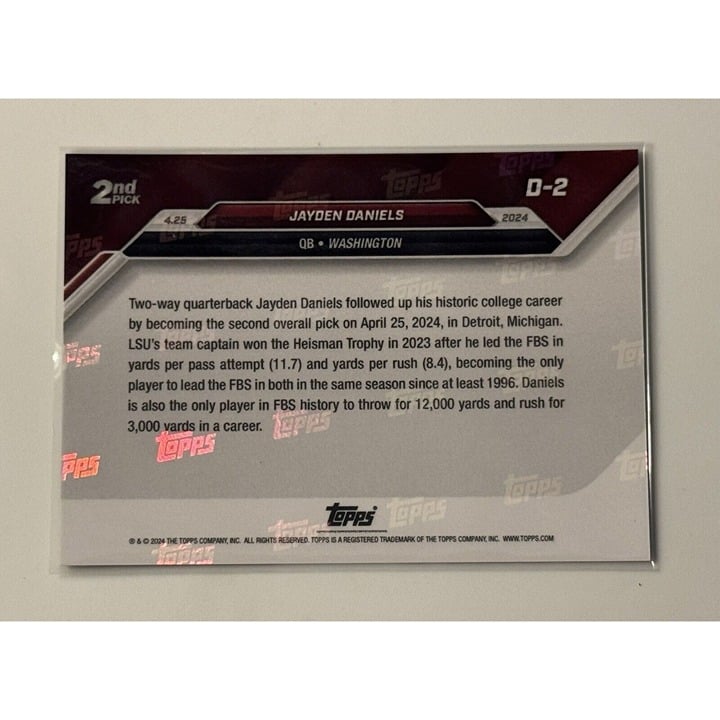 2nd
PICK
D-2
4.25
JAYDEN DANIELS
2024
QB • WASHINGTON
Two-way quarterback Jayden Daniels followed up his historic college career
by becoming the second overall pick on April 25, 2024, in Detroit, Michigan.
LSU's team captain won the Heisman Trophy in 2023 after he led the FBS in
yards per pass attempt (11.7) and yards per rush (8.4), becoming the only
player to lead the FBS in both in the same season since at least 1996. Daniels
is also the only player in FBS history to throw for 12,000 yards and rush for
3,000 yards in a career.
topps
® & © 2024 THE TOPPS COMPANY, INC. ALL RIGHTS RESERVED. TOPPS IS A REGISTERED TRADEMARK OF THE TOPPS COMPANY, INC. WWW.TOPPS.COM